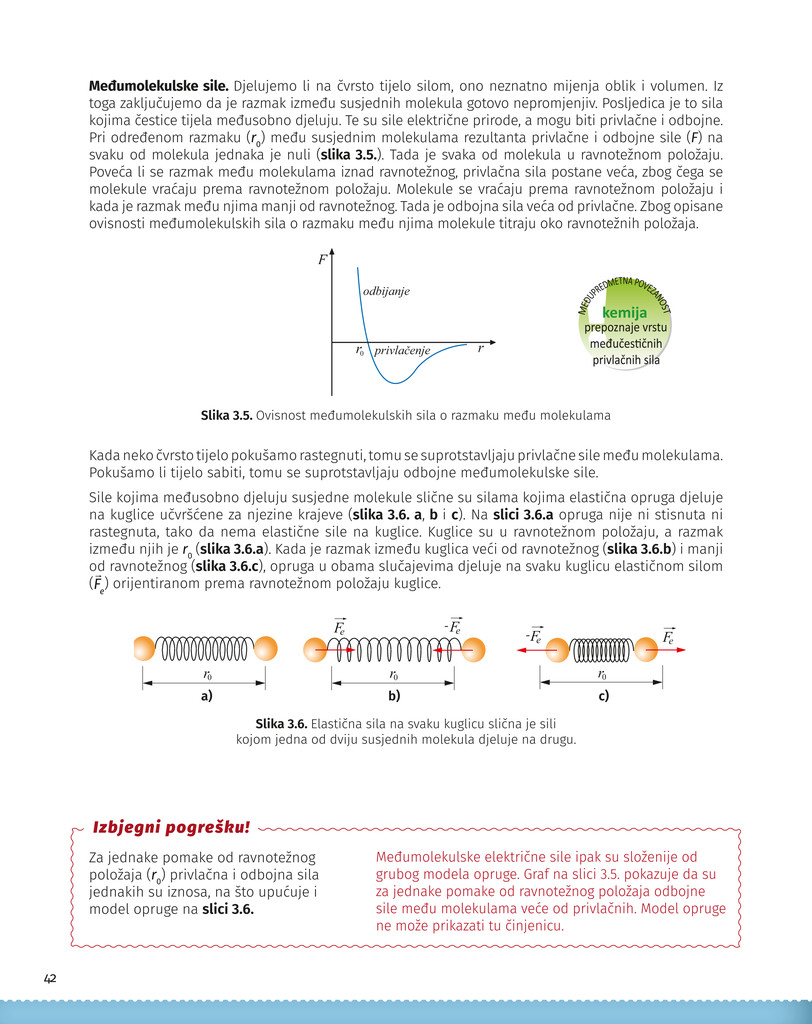 Međumolekulske sile. Djelujemo li na čvrsto tijelo silom, ono neznatno mijenja oblik i volumen. Iz
toga zaključujemo da je razmak između susjednih molekula gotovo nepromjenjiv. Posljedica je to sila
kojima čestice tijela međusobno djeluju. Te su sile električne prirode, a mogu biti privlačne i odbojne.
Pri određenom razmaku (r0) među susjednim molekulama rezultanta privlačne i odbojne sile (F) na
svaku od molekula jednaka je nuli (slika 3.5.). Tada je svaka od molekula u ravnotežnom položaju.
Poveća li se razmak među molekulama iznad ravnotežnog, privlačna sila postane veća, zbog čega se
molekule vraćaju prema ravnotežnom položaju. Molekule se vraćaju prema ravnotežnom položaju i
kada je razmak među njima manji od ravnotežnog. Tada je odbojna sila veća od privlačne. Zbog opisane
ovisnosti međumolekulskih sila o razmaku među njima molekule titraju oko ravnotežnih položaja.
F
odbijanje
r0 privlačenje
r
MEĐUPREDMETNA POVEZANOST
kemija
prepoznaje vrstu
međučestičnih
privlačnih sila
Slika 3.5. Ovisnost međumolekulskih sila o razmaku među molekulama
Kada neko čvrsto tijelo pokušamo rastegnuti, tomu se suprotstavljaju privlačne sile među molekulama.
Pokušamo li tijelo sabiti, tomu se suprotstavljaju odbojne međumolekulske sile.
Sile kojima međusobno djeluju susjedne molekule slične su silama kojima elastična opruga djeluje
na kuglice učvršćene za njezine krajeve (slika 3.6. a, b i c). Na slici 3.6.a opruga nije ni stisnuta ni
rastegnuta, tako da nema elastične sile na kuglice. Kuglice su u ravnotežnom položaju, a razmak
između njih je r0 (slika 3.6.a). Kada je razmak između kuglica veći od ravnotežnog (slika 3.6.b) i manji
od ravnotežnog (slika 3.6.c), opruga u obama slučajevima djeluje na svaku kuglicu elastičnom silom
(F⃗e) orijentiranom prema ravnotežnom položaju kuglice.
F⃗e
-F⃗e
-F⃗e
F⃗e
r0
r0
r0
a)
b)
c)
Slika 3.6. Elastična sila na svaku kuglicu slična je sili
kojom jedna od dviju susjednih molekula djeluje na drugu.
Izbjegni pogrešku!
Za jednake pomake od ravnotežnog
položaja (r0) privlačna i odbojna sila
jednakih su iznosa, na što upućuje i
model opruge na slici 3.6.
Međumolekulske električne sile ipak su složenije od
grubog modela opruge. Graf na slici 3.5. pokazuje da su
za jednake pomake od ravnotežnog položaja odbojne
sile među molekulama veće od privlačnih. Model opruge
ne može prikazati tu činjenicu.
42